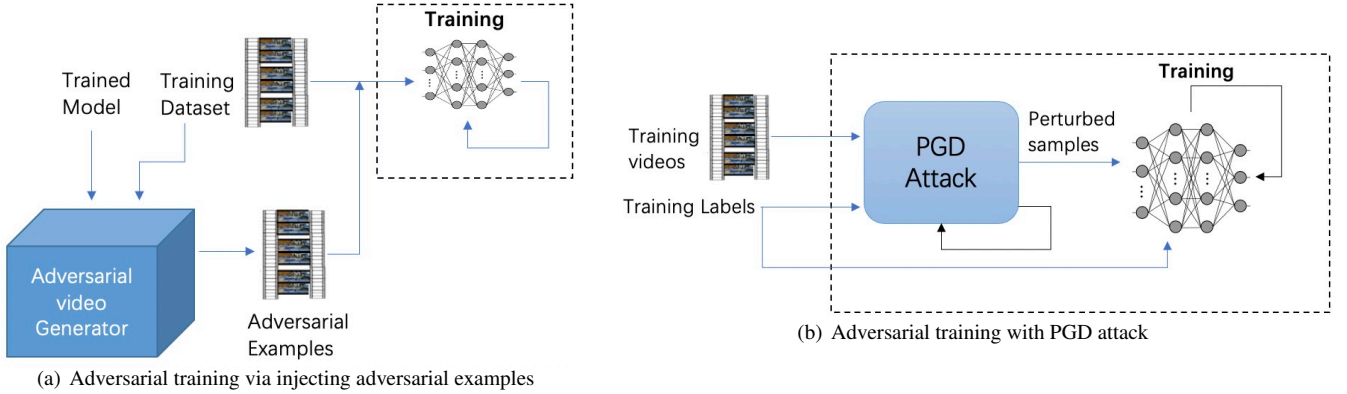 Training
Trained
Model
Training
Dataset
Adversarial
video
Generator
Adversarial
Examples
(a) Adversarial training via injecting adversarial examples
Training
Training
videos
PGD
Attack
Perturbed
samples
Training Labels
(b) Adversarial training with PGD attack